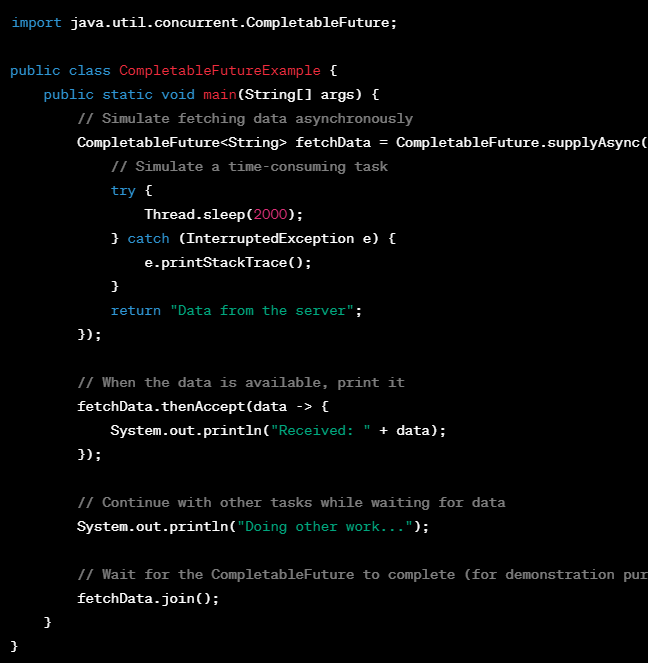 import java.util.concurrent.CompletableFuture;
public class CompletableFutureExample {
    public static void main(String[] args) {
        // Simulate fetching data asynchronously
        CompletableFuture<String> fetchData = CompletableFuture.supplyAsync(
            // Simulate a time-consuming task
            try {
                Thread.sleep(2000);
            } catch (InterruptedException e) {
                e.printStackTrace();
            }
            return "Data from the server";
        });
        // When the data is available, print it
        fetchData.thenAccept(data -> {
            System.out.println("Received: " + data);
        });
        // Continue with other tasks while waiting for data
        System.out.println("Doing other work...");
        // Wait for the CompletableFuture to complete (for demonstration pur
        fetchData.join();
    }
}